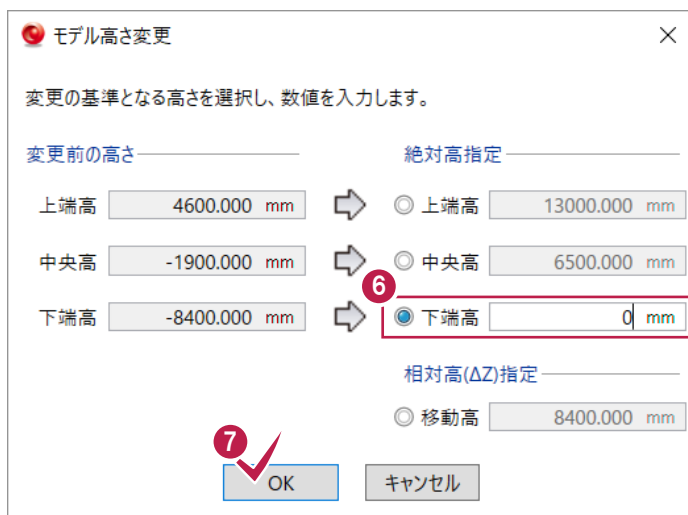 モデル高さ変更
変更の基準となる高さを選択し、数値を入力します。
変更前の高さ 絶対高指定
上端高 4600.000 mm 上端高 13000.000 mm
中央高 -1900.000 mm 中央高 6500.000 mm
6
下端高 -8400.000 mm 下端高 0 mm
相対高(ΔZ)指定
移動高 8400.000 mm
7
OK キャンセル